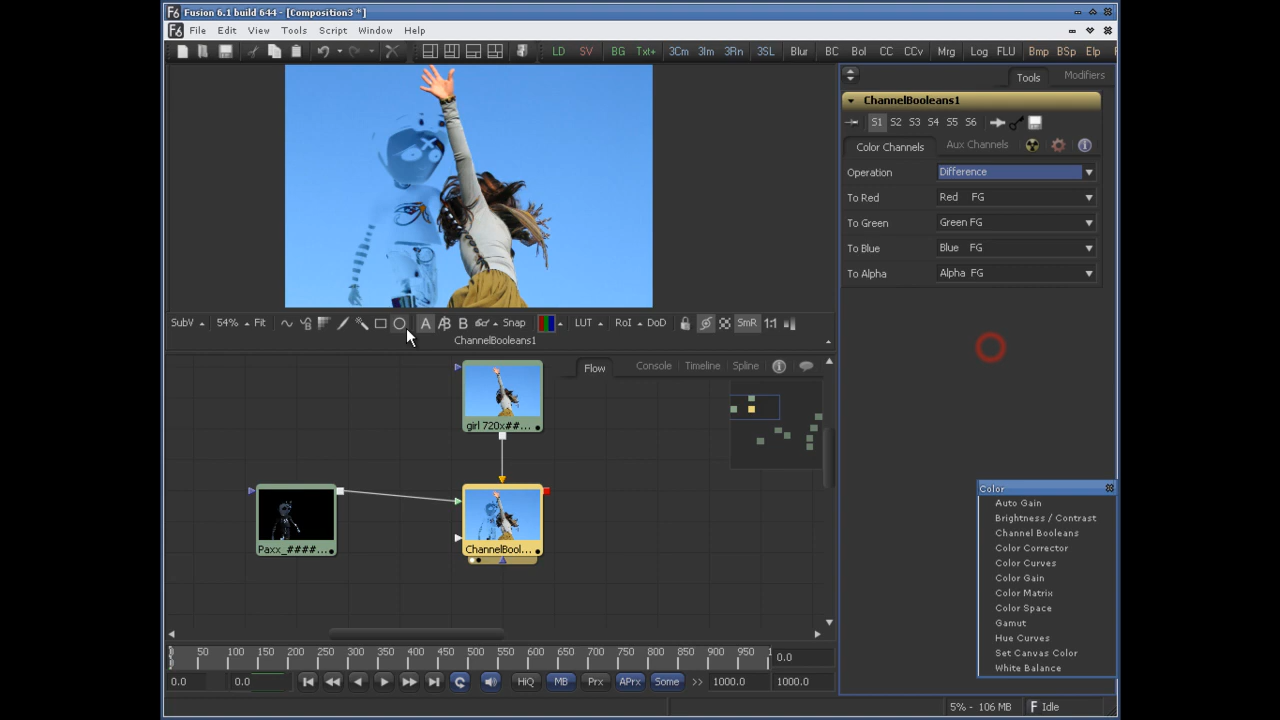 Fusion 6.1 build 644 - [Composition3 *]
File Edit View Tools Script Window Help
LD SV BG Txt+ 3Cm 3Im 3Rn 3SL Blur BC Bol CC CCv Mrg Log FLU Bmp BSp Elp
Tools Modifiers
ChannelBooleans1
S1 S2 S3 S4 S5 S6
Color Channels Aux Channels
Operation Difference
To Red Red FG
To Green Green FG
To Blue Blue FG
To Alpha Alpha FG
SubV 54% Fit A B Snap LUT RoI DoD SmR 1:1
ChannelBooleans1
Flow Console Timeline Spline
girl 720x##...
Paxx_####...
ChannelBool...
Color
Auto Gain
Brightness / Contrast
Channel Booleans
Color Corrector
Color Curves
Color Gain
Color Matrix
Color Space
Gamut
Hue Curves
Set Canvas Color
White Balance
50 100 150 200 250 300 350 400 450 500 550 600 650 700 750 800 850 900 950 0.0
0.0 0.0 HiQ MB Prx APrx Some 1000.0 1000.0
5% - 106 MB Idle